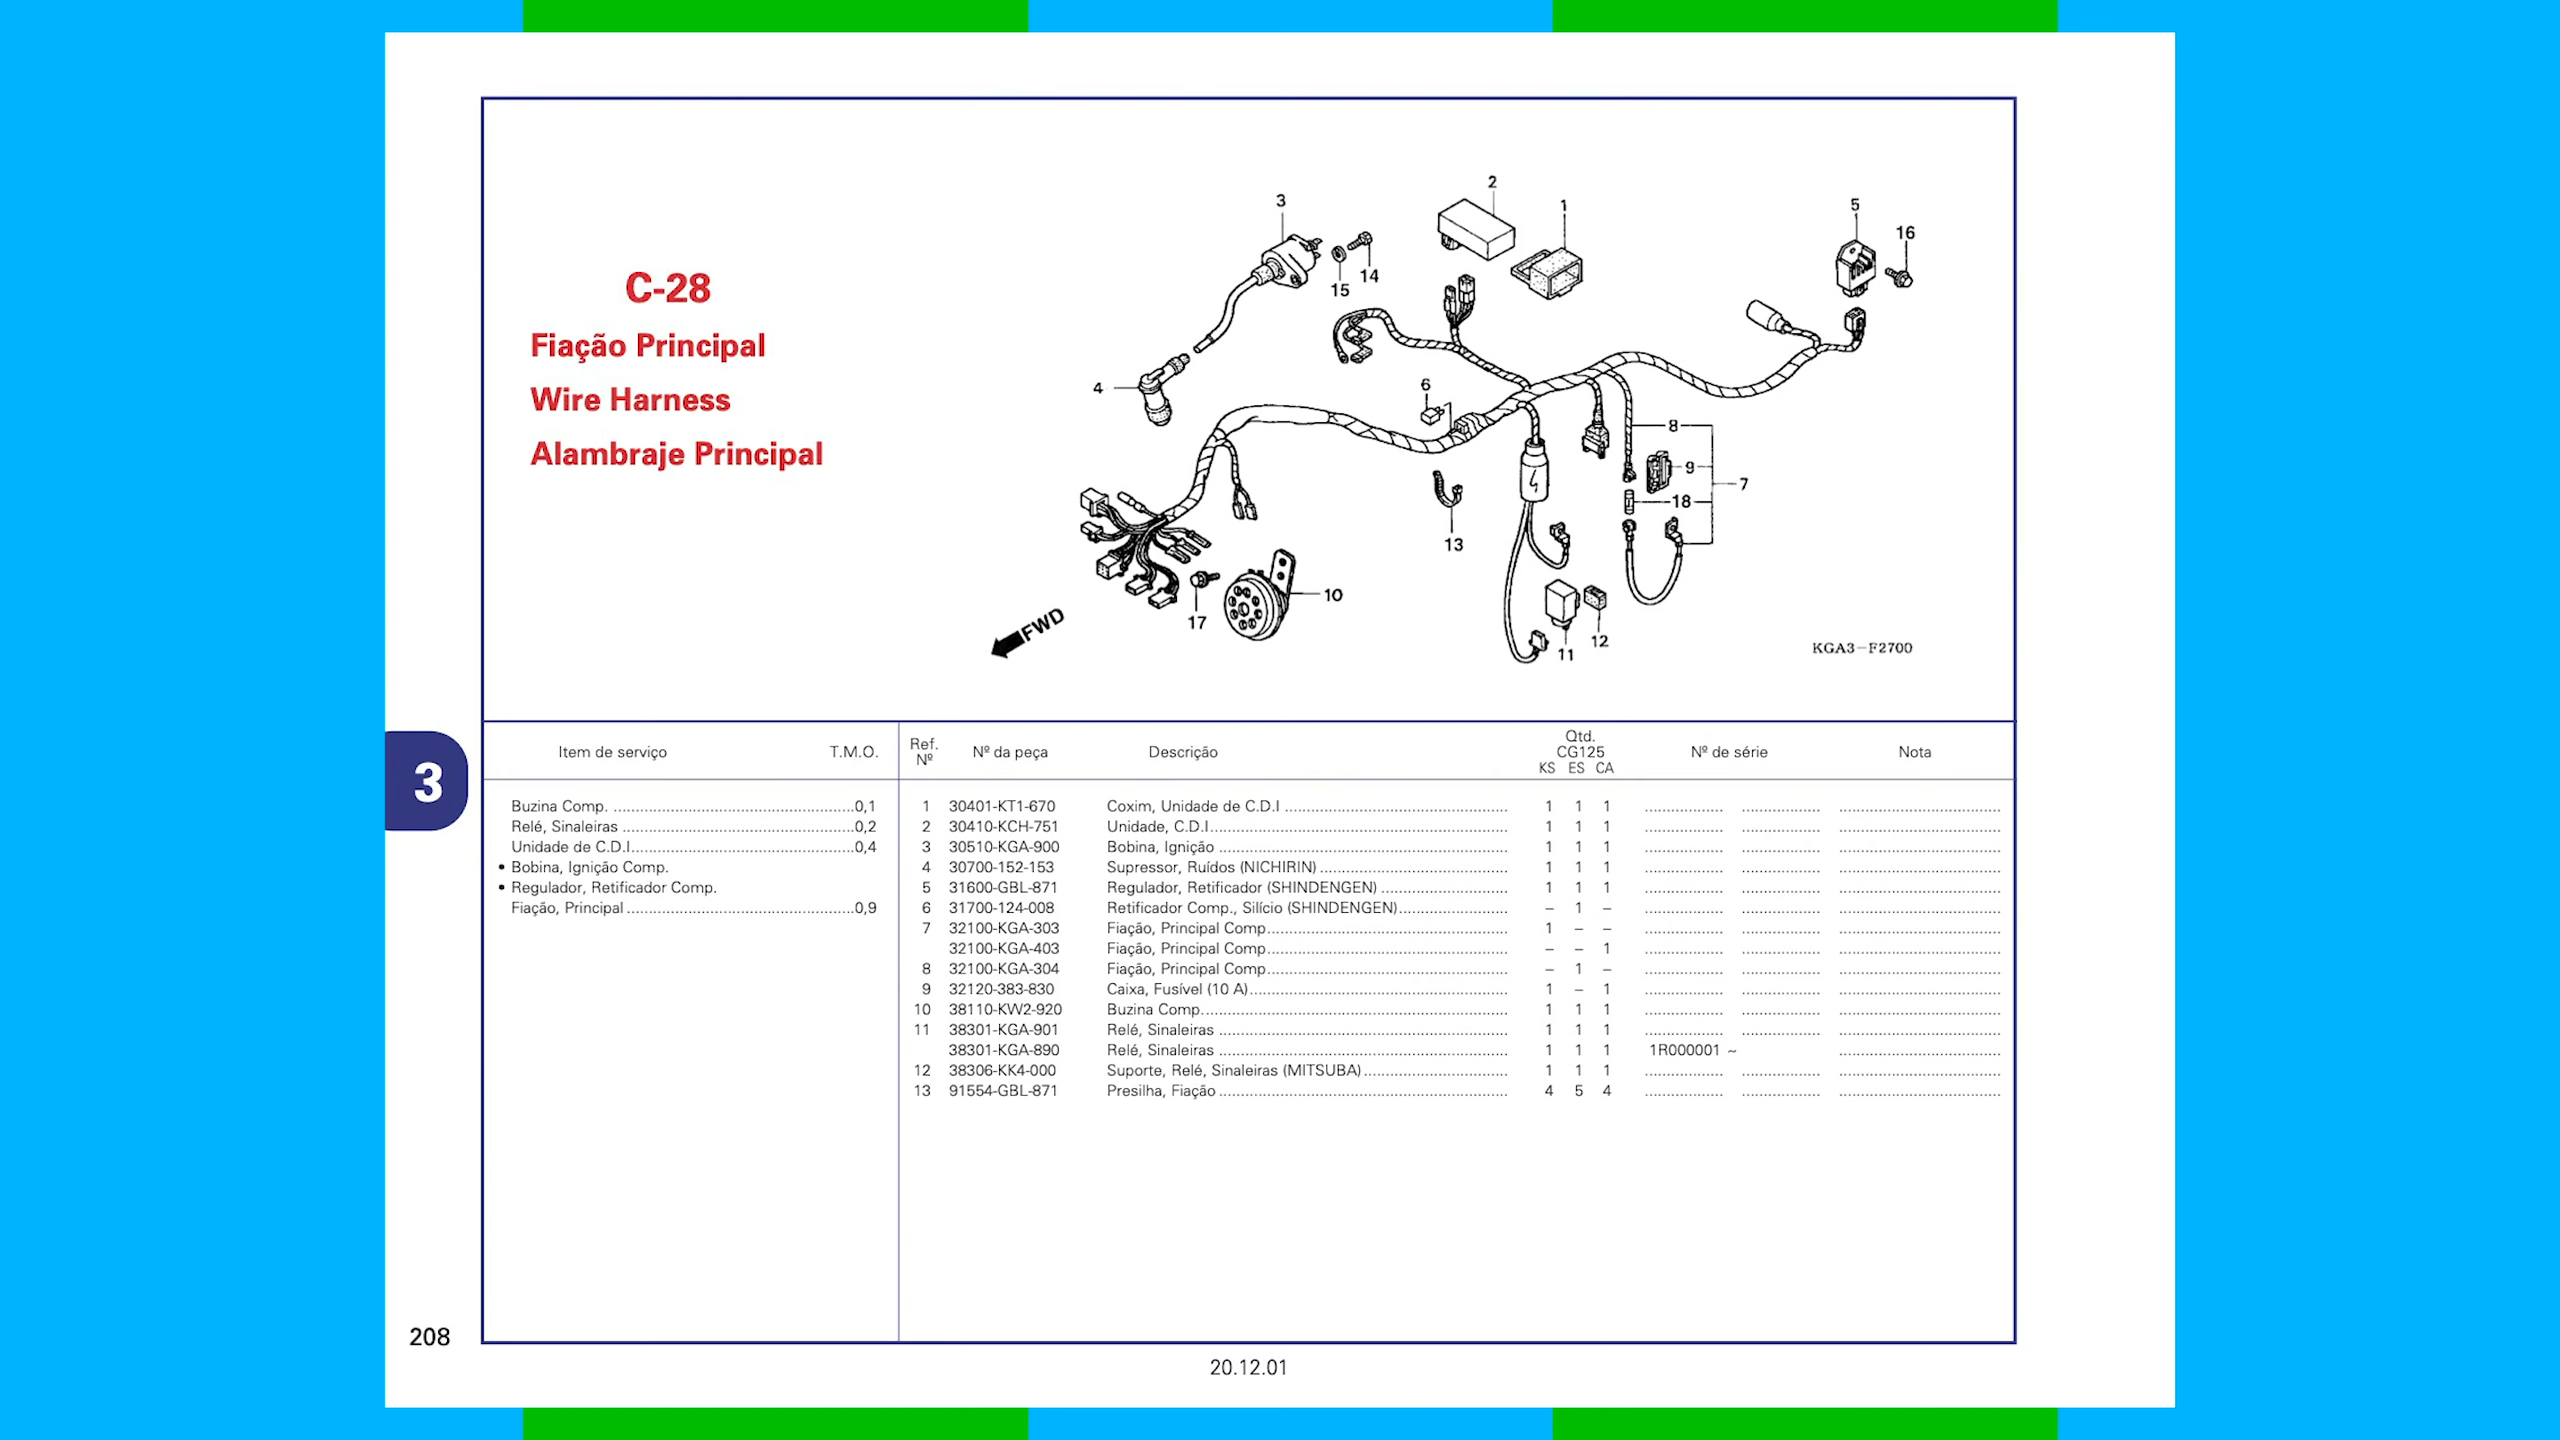 C-28
Fiação Principal
Wire Harness
Alambraje Principal
2
3
1
5
16
14
15
4
6
8
9
7
18
13
10
17
12
11
FWD
KGA3-F2700
3
Item de serviço T.M.O.
Buzina Comp. 0,1
Relé, Sinaleiras 0,2
Unidade de C.D.I. 0,4
• Bobina, Ignição Comp.
• Regulador, Retificador Comp.
Fiação, Principal 0,9
Ref. Nº Nº da peça Descrição Qtd. CG125 KS ES CA Nº de série Nota
1 30401-KT1-670 Coxim, Unidade de C.D.I 1 1 1
2 30410-KCH-751 Unidade, C.D.I. 1 1 1
3 30510-KGA-900 Bobina, Ignição 1 1 1
4 30700-152-153 Supressor, Ruídos (NICHIRIN) 1 1 1
5 31600-GBL-871 Regulador, Retificador (SHINDENGEN) 1 1 1
6 31700-124-008 Retificador Comp., Silício (SHINDENGEN) – 1 –
7 32100-KGA-303 Fiação, Principal Comp. 1 – –
32100-KGA-403 Fiação, Principal Comp. – – 1
8 32100-KGA-304 Fiação, Principal Comp. – 1 –
9 32120-383-830 Caixa, Fusível (10 A) 1 – 1
10 38110-KW2-920 Buzina Comp. 1 1 1
11 38301-KGA-901 Relé, Sinaleiras 1 1 1
38301-KGA-890 Relé, Sinaleiras 1 1 1 1R000001 ~
12 38306-KK4-000 Suporte, Relé, Sinaleiras (MITSUBA) 1 1 1
13 91554-GBL-871 Presilha, Fiação 4 5 4
208
20.12.01